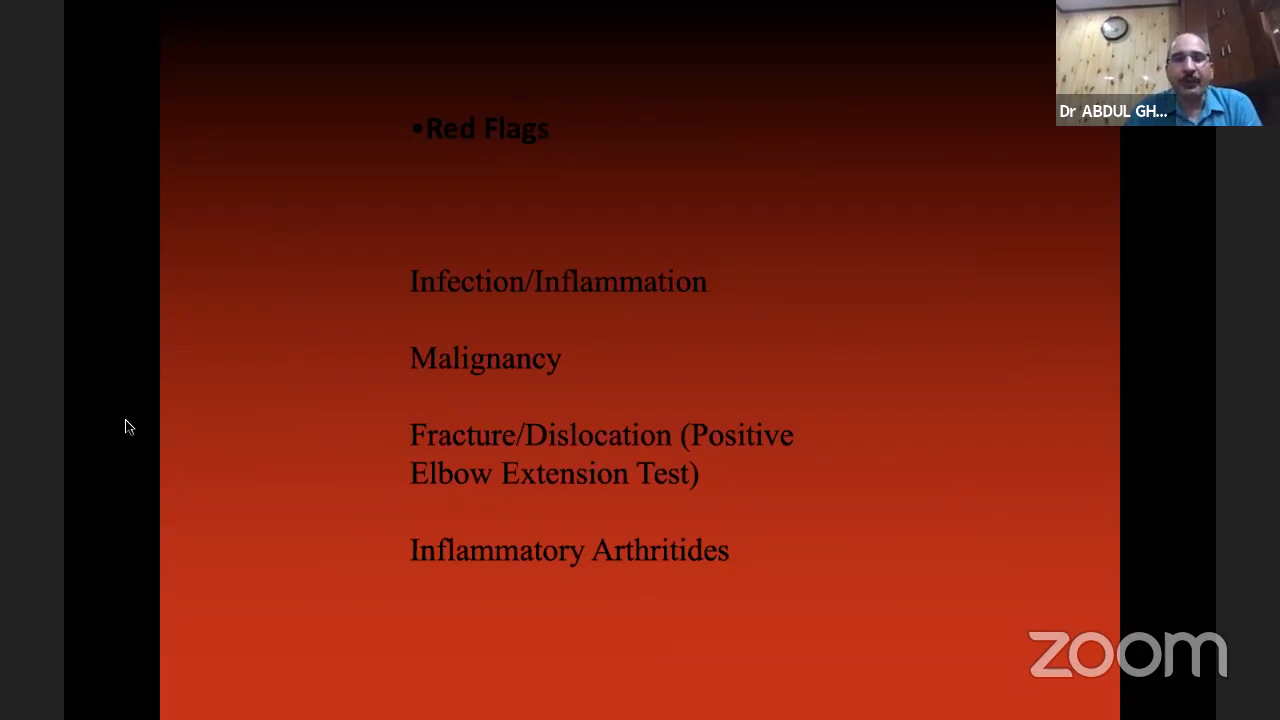 Dr ABDUL GH...
•Red Flags
Infection/Inflammation
Malignancy
Fracture/Dislocation (Positive
Elbow Extension Test)
Inflammatory Arthritides
zoom